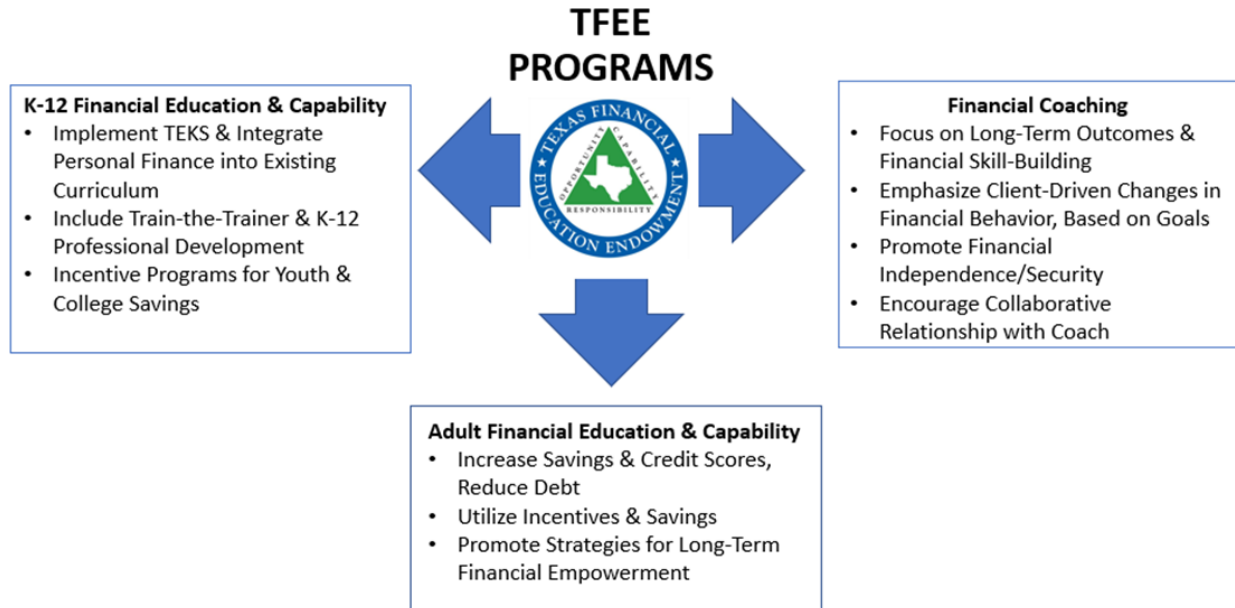 TFEE
PROGRAMS
K-12 Financial Education & Capability
• Implement TEKS & Integrate
Personal Finance into Existing
Curriculum
• Include Train-the-Trainer & K-12
Professional Development
• Incentive Programs for Youth &
College Savings
TEXAS FINANCIAL
EDUCATION ENDOWMENT
OPPORTUNITY
CAPABILITY
RESPONSIBILITY
Financial Coaching
• Focus on Long-Term Outcomes &
Financial Skill-Building
• Emphasize Client-Driven Changes in
Financial Behavior, Based on Goals
• Promote Financial
Independence/Security
• Encourage Collaborative
Relationship with Coach
Adult Financial Education & Capability
• Increase Savings & Credit Scores,
Reduce Debt
• Utilize Incentives & Savings
• Promote Strategies for Long-Term
Financial Empowerment